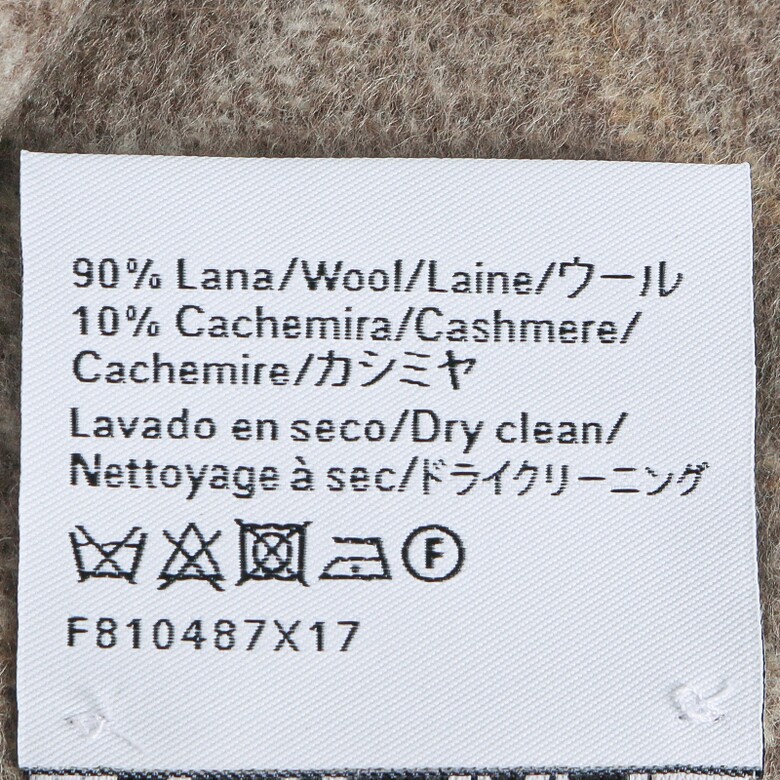 90% Lana/Wool/Laine/ウール
10% Cachemira/Cashmere/
Cachemire/カシミヤ
Lavado en seco/Dry clean/
Nettoyage à sec/ドライクリーニング
F
F810487X17